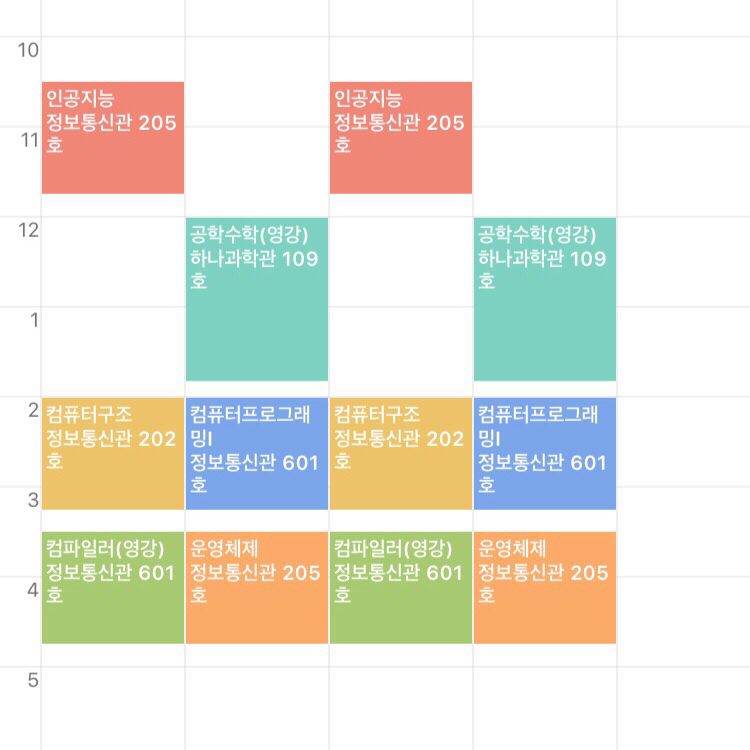 10
인공지능
정보통신관 205
호
인공지능
정보통신관 205
호
11
12
공학수학(영강)
하나과학관 109
호
공학수학(영강)
하나과학관 109
호
1
2
컴퓨터구조
정보통신관 202
호
컴퓨터프로그래
밍I
정보통신관 601
호
컴퓨터구조
정보통신관 202
호
컴퓨터프로그래
밍I
정보통신관 601
호
3
컴파일러(영강)
정보통신관 601
호
운영체제
정보통신관 205
호
컴파일러(영강)
정보통신관 601
호
운영체제
정보통신관 205
호
4
5